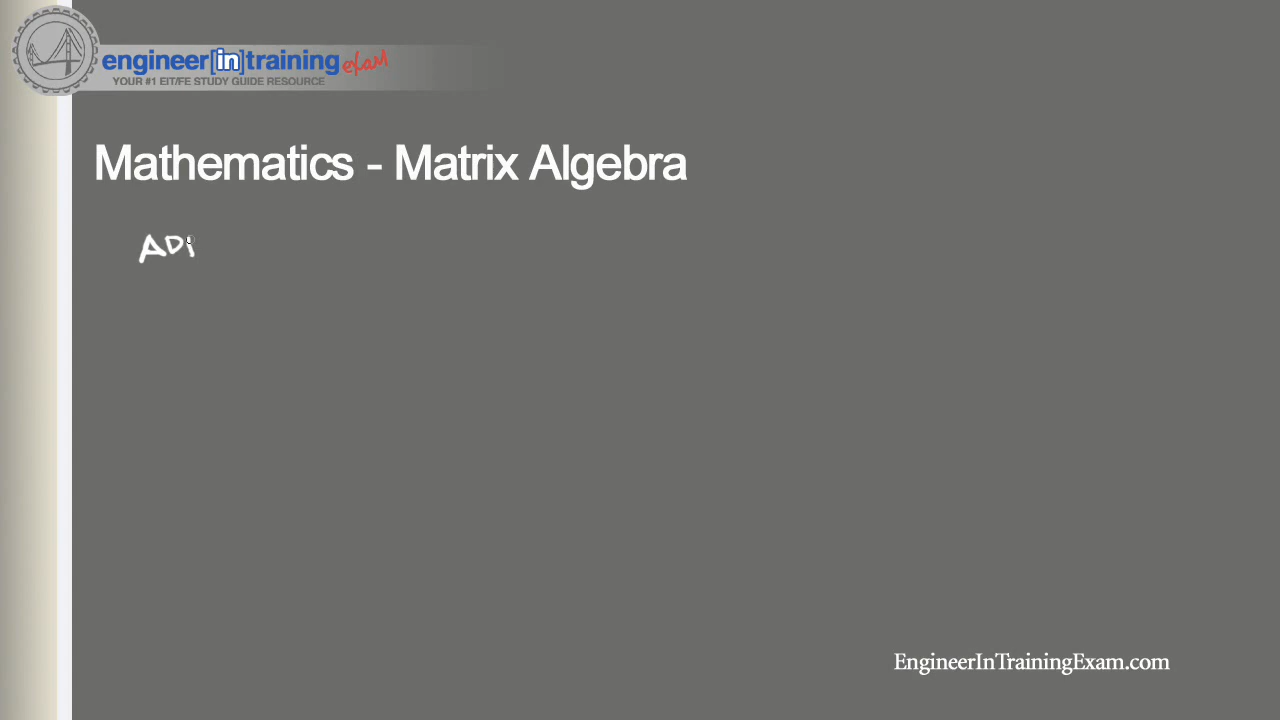 engineer[in]training exam
YOUR #1 EIT/FE STUDY GUIDE RESOURCE
Mathematics - Matrix Algebra
EngineerInTrainingExam.com